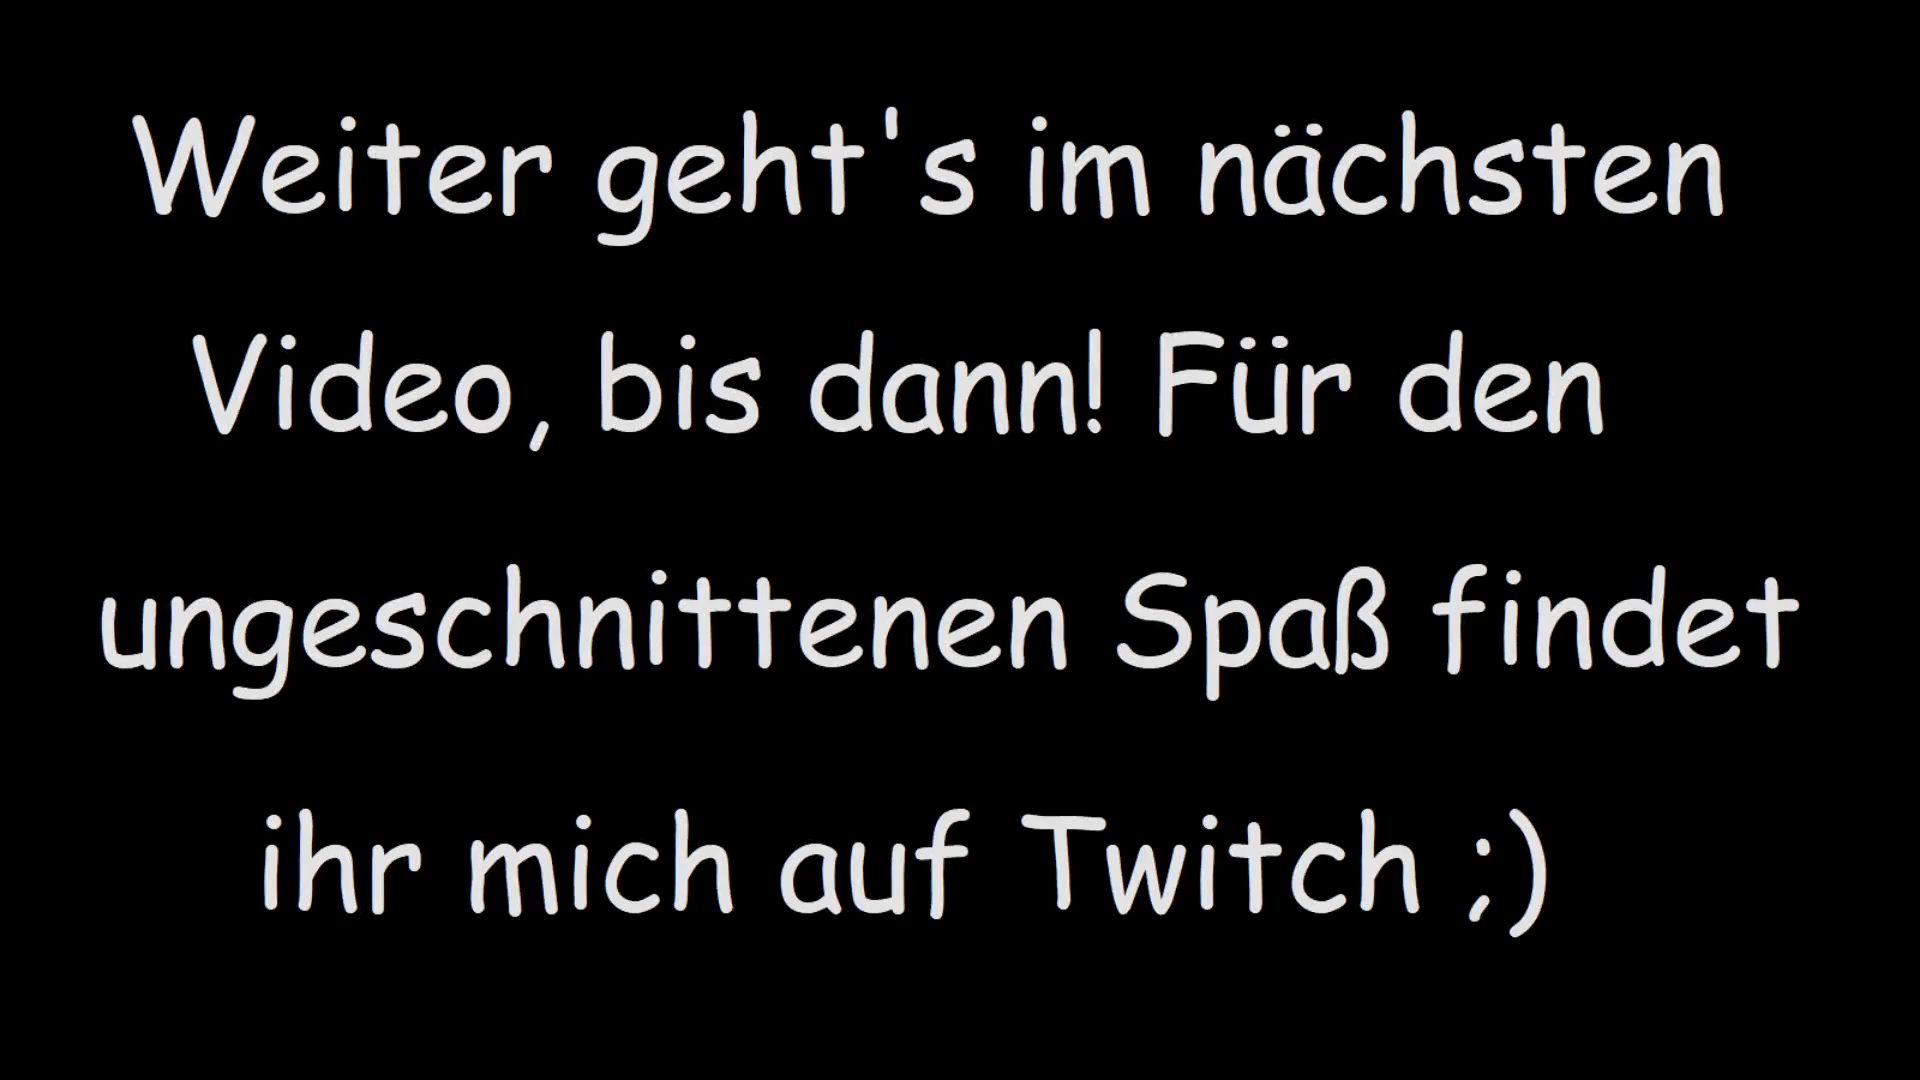 Weiter geht's im nächsten
Video, bis dann! Für den
ungeschnittenen Spaß findet
ihr mich auf Twitch ;)